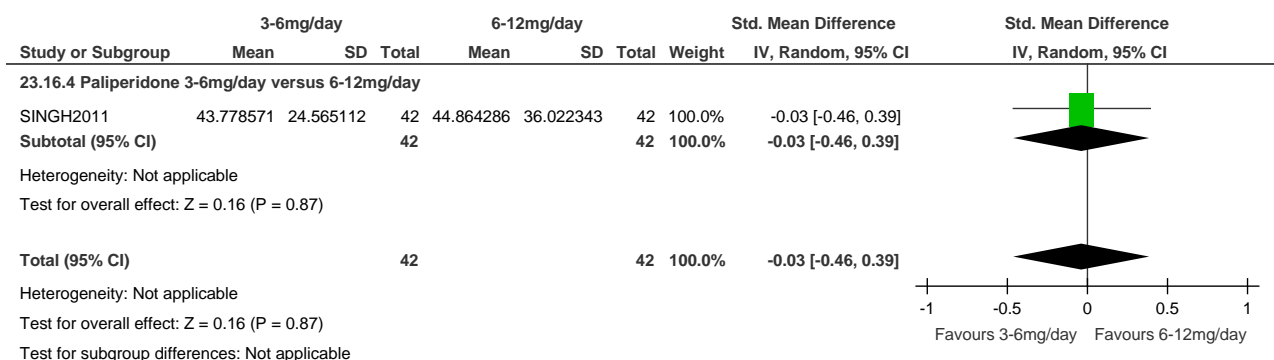 3-6mg/day 6-12mg/day Std. Mean Difference Std. Mean Difference
Study or Subgroup Mean SD Total Mean SD Total Weight IV, Random, 95% CI IV, Random, 95% CI
23.16.4 Paliperidone 3-6mg/day versus 6-12mg/day
SINGH2011 43.778571 24.565112 42 44.864286 36.022343 42 100.0% -0.03 [-0.46, 0.39]
Subtotal (95% CI) 42 42 100.0% -0.03 [-0.46, 0.39]
Heterogeneity: Not applicable
Test for overall effect: Z = 0.16 (P = 0.87)
Total (95% CI) 42 42 100.0% -0.03 [-0.46, 0.39]
Heterogeneity: Not applicable
Test for overall effect: Z = 0.16 (P = 0.87)
Test for subgroup differences: Not applicable
-1 -0.5 0 0.5 1
Favours 3-6mg/day Favours 6-12mg/day